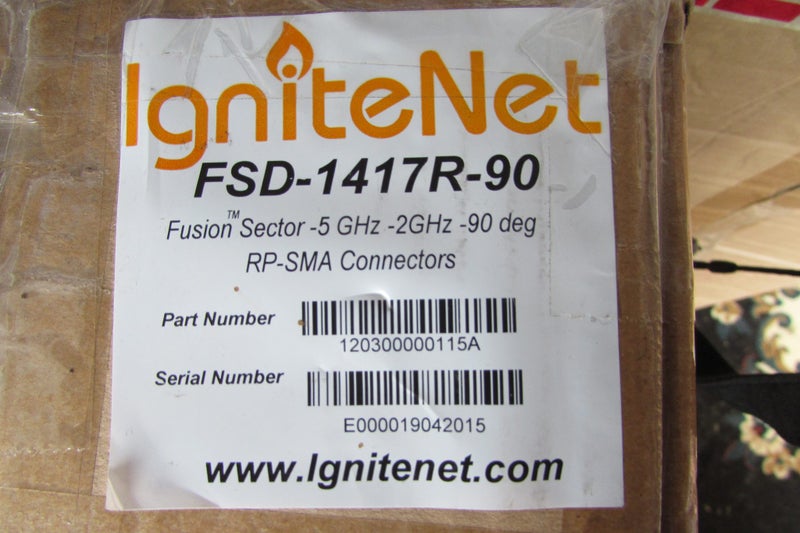 IgniteNet
FSD-1417R-90
Fusion™ Sector -5 GHz -2GHz -90 deg
RP-SMA Connectors
Part Number
120300000115A
Serial Number
E000019042015
www.Ignitenet.com